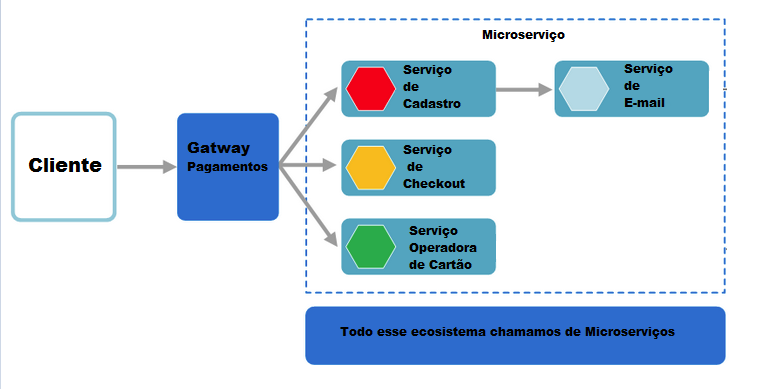 Microserviço
Cliente
Gatway
Pagamentos
Serviço
de
Cadastro
Serviço
de
E-mail
Serviço
de
Checkout
Serviço
Operadora
de Cartão
Todo esse ecosistema chamamos de Microserviços